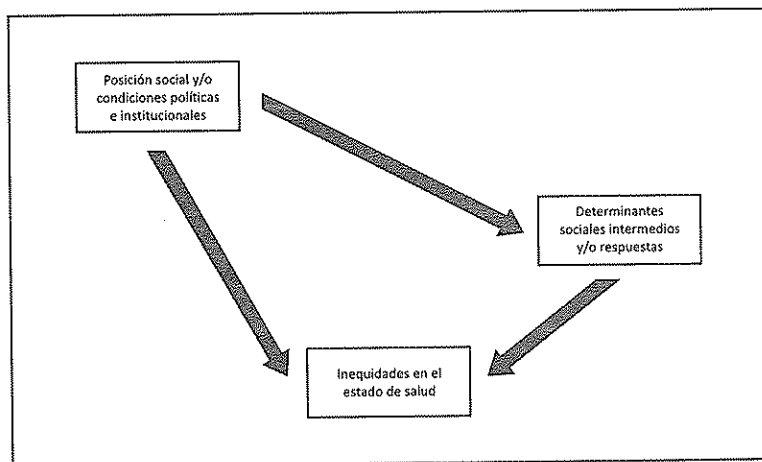 Posición social y/o
condiciones políticas
e institucionales
Determinantes
sociales intermedios
y/o respuestas
Inequidades en el
estado de salud